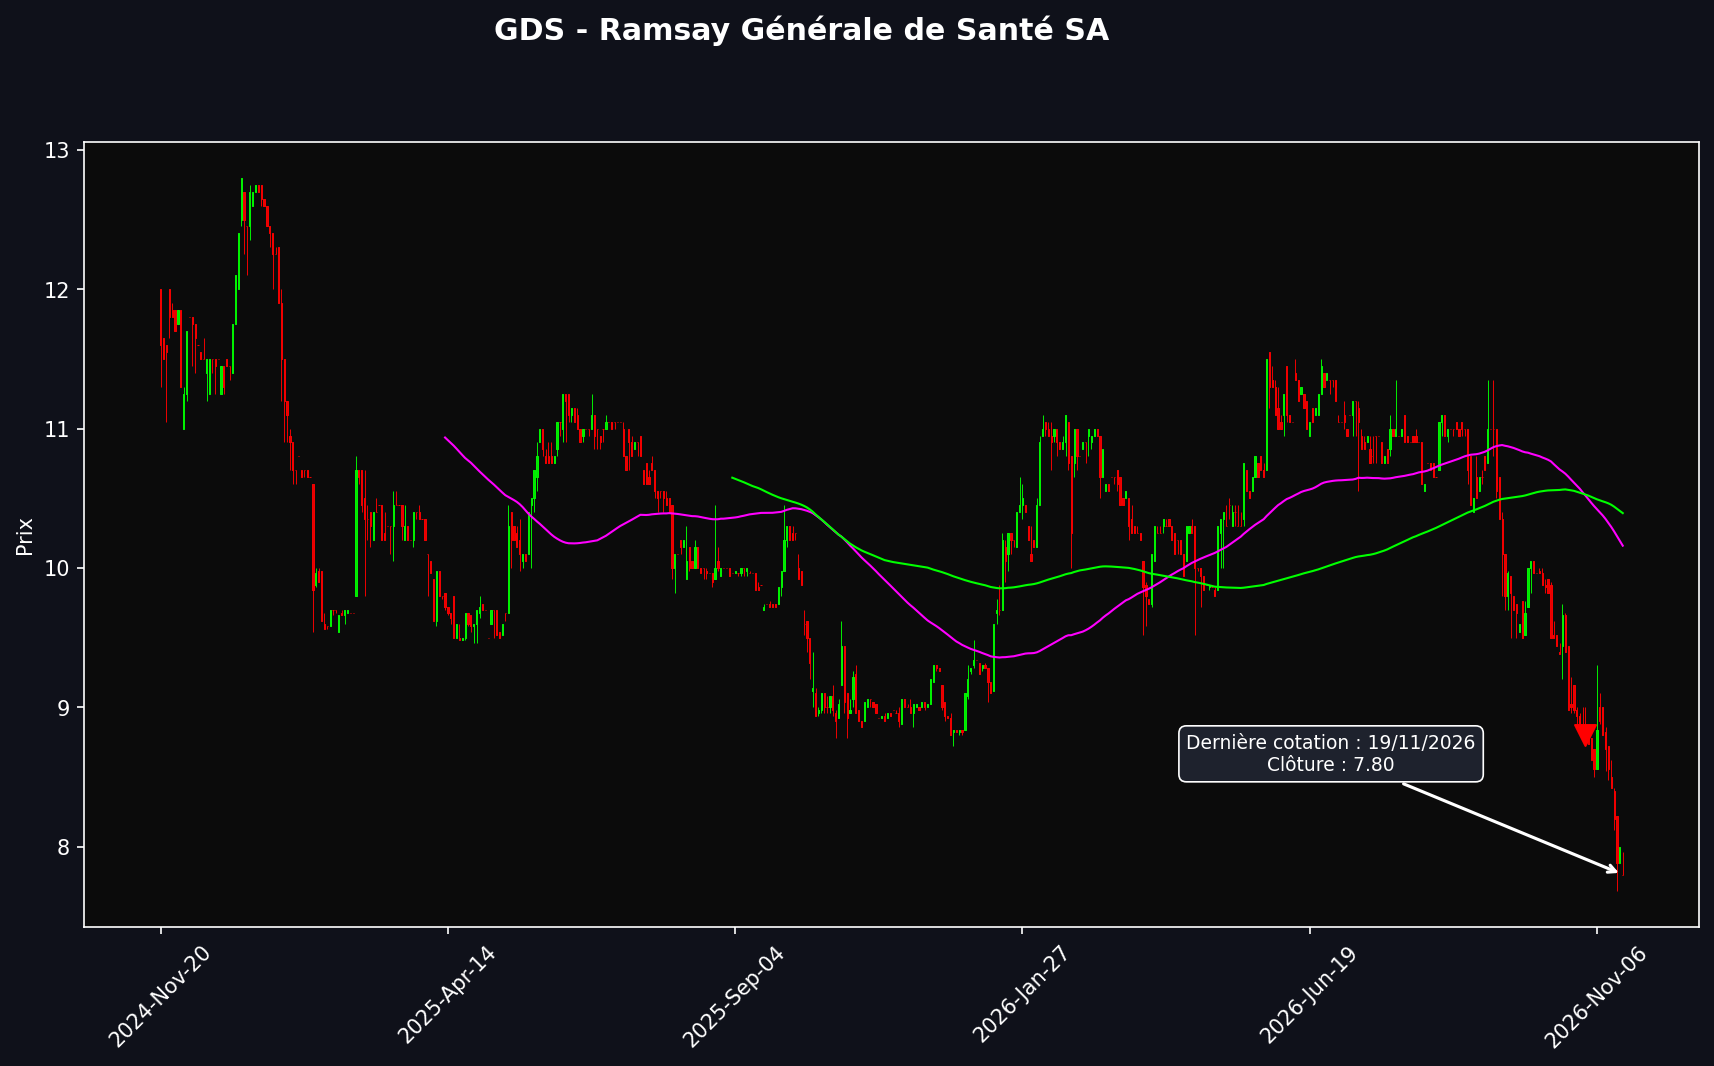 GDS - Ramsay Générale de Santé SA
Prix
13
12
11
10
9
8
Dernière cotation : 19/11/2026
Clôture : 7.80
2024-Nov-20
2025-Apr-14
2025-Sep-04
2026-Jan-27
2026-Jun-19
2026-Nov-06